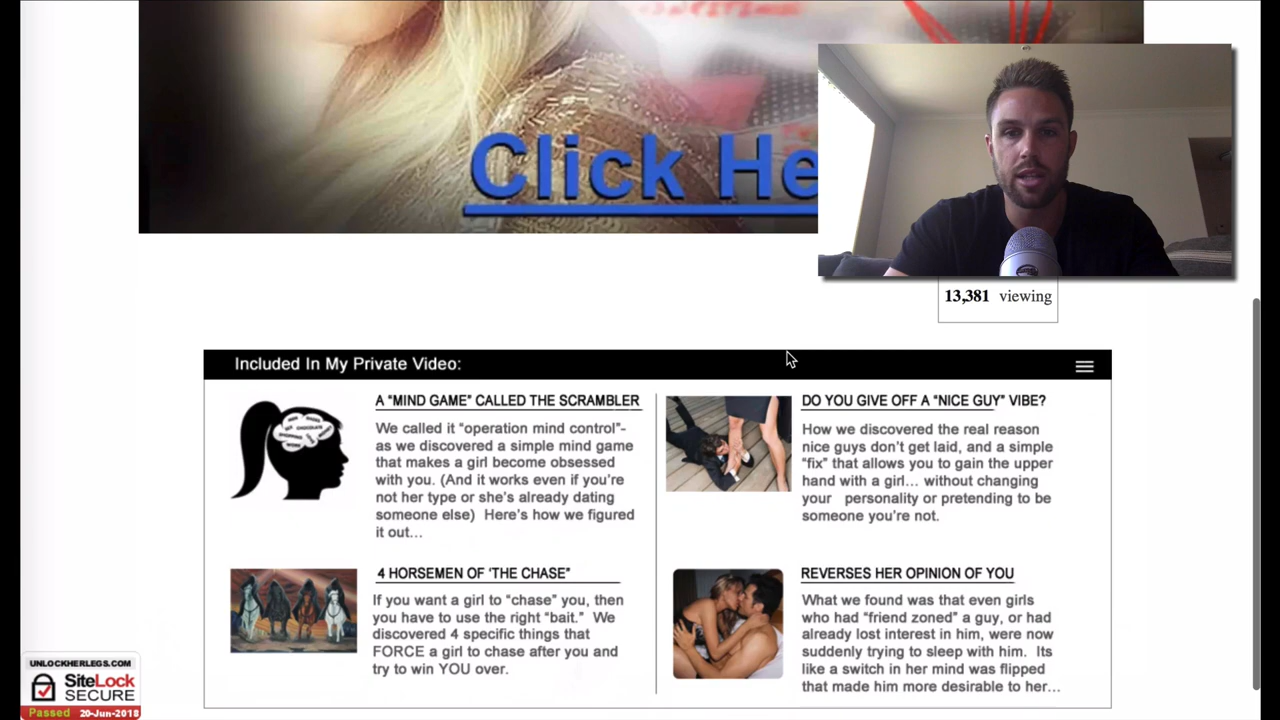 Click He
13,381 viewing
Included In My Private Video:
A “MIND GAME” CALLED THE SCRAMBLER
We called it “operation mind control”-
as we discovered a simple mind game
that makes a girl become obsessed
with you. (And it works even if you’re
not her type or she’s already dating
someone else) Here’s how we figured
it out...
DO YOU GIVE OFF A “NICE GUY” VIBE?
How we discovered the real reason
nice guys don’t get laid, and a simple
“fix” that allows you to gain the upper
hand with a girl... without changing
your personality or pretending to be
someone you’re not.
4 HORSEMEN OF ‘THE CHASE”
If you want a girl to “chase” you, then
you have to use the right “bait.” We
discovered 4 specific things that
FORCE a girl to chase after you and
try to win YOU over.
REVERSES HER OPINION OF YOU
What we found was that even girls
who had “friend zoned” a guy, or had
already lost interest in him, were now
suddenly trying to sleep with him. Its
like a switch in her mind was flipped
that made him more desirable to her...
UNLOCKHERLEGS.COM
SiteLock
SECURE
Passed 20-Jun-2018